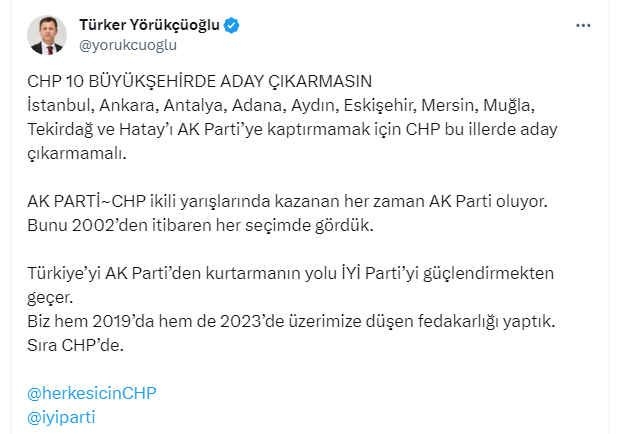 Türker Yörükçüoğlu
@yorukcuoglu
CHP 10 BÜYÜKŞEHİRDE ADAY ÇIKARMASIN
İstanbul, Ankara, Antalya, Adana, Aydın, Eskişehir, Mersin, Muğla,
Tekirdağ ve Hatay’ı AK Parti’ye kaptırmamak için CHP bu illerde aday
çıkarmamalı.
AK PARTİ~CHP ikili yarışlarında kazanan her zaman AK Parti oluyor.
Bunu 2002’den itibaren her seçimde gördük.
Türkiye’yi AK Parti’den kurtarmanın yolu İYİ Parti’yi güçlendirmekten
geçer.
Biz hem 2019’da hem de 2023’de üzerimize düşen fedakarlığı yaptık.
Sıra CHP’de.
@herkesicinCHP
@iyiparti